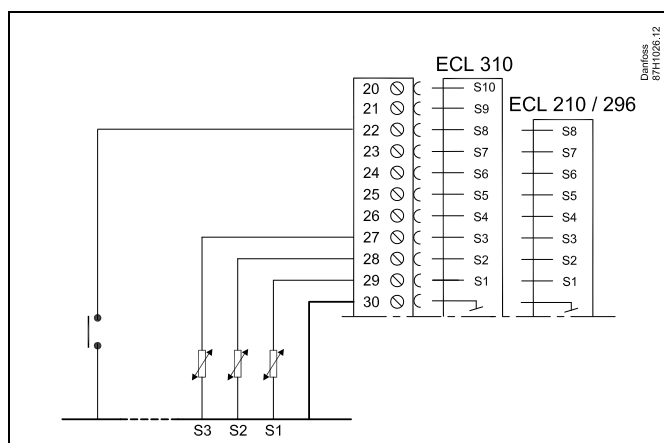 Danfoss
87H1026.12
ECL 310
ECL 210 / 296
20 S10
21 S9
22 S8 S8
23 S7 S7
24 S6 S6
25 S5 S5
26 S4 S4
27 S3 S3
28 S2 S2
29 S1 S1
30
S3 S2 S1